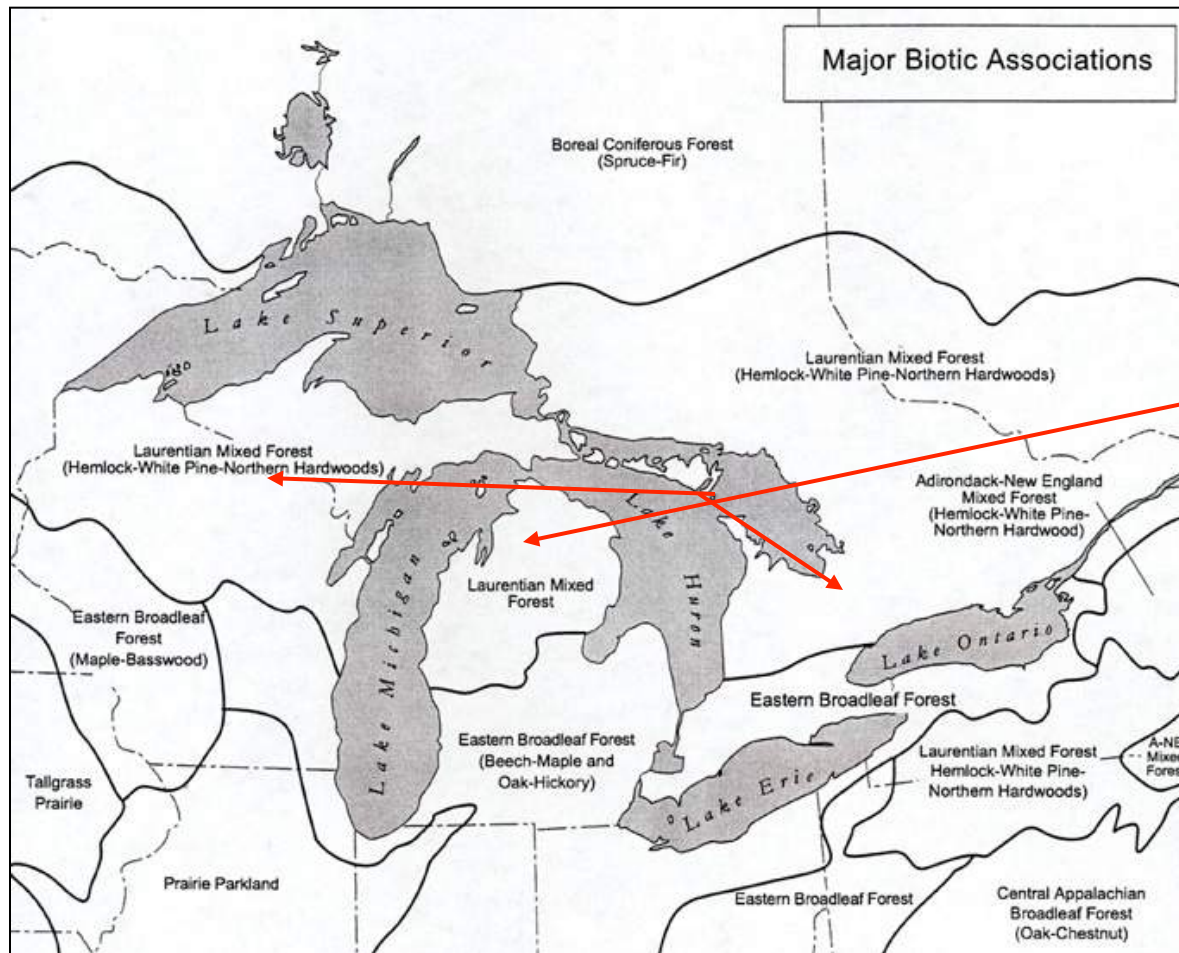 Major Biotic Associations
Boreal Coniferous Forest
(Spruce-Fir)
Lake Superior
Laurentian Mixed Forest
(Hemlock-White Pine-Northern Hardwoods)
Laurentian Mixed Forest
(Hemlock-White Pine-Northern Hardwoods)
Adirondack-New England
Mixed Forest
(Hemlock-White Pine-
Northern Hardwood)
Lake Huron
Lake Michigan
Laurentian Mixed
Forest
Eastern Broadleaf
Forest
(Maple-Basswood)
Lake Ontario
Eastern Broadleaf Forest
Eastern Broadleaf Forest
(Beech-Maple and
Oak-Hickory)
Laurentian Mixed Forest
Hemlock-White Pine-
Northern Hardwoods)
A-NE
Mixed
Forest
Tallgrass
Prairie
Lake Erie
Prairie Parkland
Eastern Broadleaf Forest
Central Appalachian
Broadleaf Forest
(Oak-Chestnut)